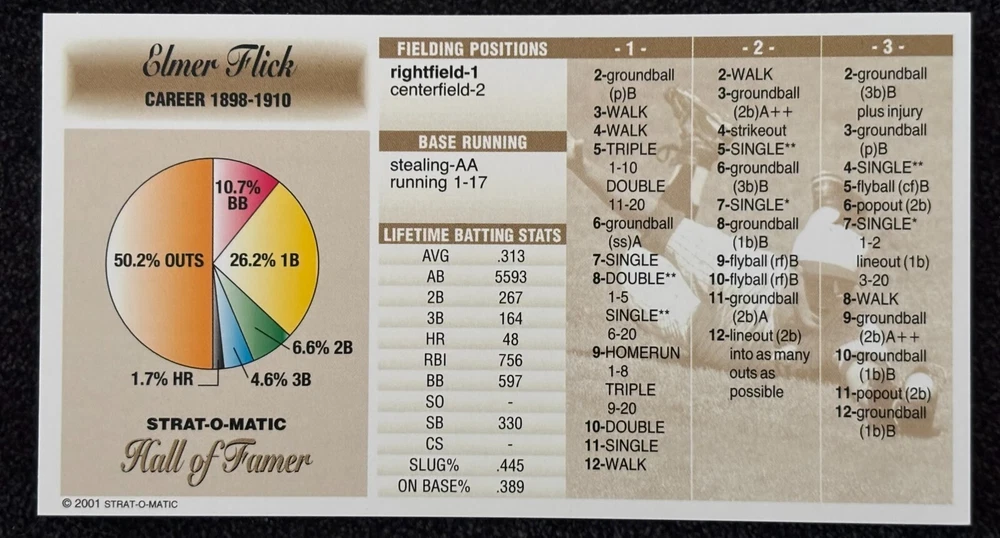 Elmer Flick
CAREER 1898-1910
10.7%
BB
50.2% OUTS
26.2% 1B
6.6% 2B
4.6% 3B
1.7% HR
STRAT-O-MATIC
Hall of Famer
© 2001 STRAT-O-MATIC
FIELDING POSITIONS
rightfield-1
centerfield-2
BASE RUNNING
stealing-AA
running 1-17
LIFETIME BATTING STATS
AVG .313
AB 5593
2B 267
3B 164
HR 48
RBI 756
BB 597
SO -
SB 330
CS -
SLUG% .445
ON BASE% .389
- 1 -
2-groundball
(p)B
3-WALK
4-WALK
5-TRIPLE
1-10
DOUBLE
11-20
6-groundball
(ss)A
7-SINGLE
8-DOUBLE**
1-5
SINGLE**
6-20
9-HOMERUN
1-8
TRIPLE
9-20
10-DOUBLE
11-SINGLE
12-WALK
- 2 -
2-WALK
3-groundball
(2b)A++
4-strikeout
5-SINGLE**
6-groundball
(3b)B
7-SINGLE*
8-groundball
(1b)B
9-flyball (rf)B
10-flyball (rf)B
11-groundball
(2b)A
12-lineout (2b)
into as many
outs as
possible
- 3 -
2-groundball
(3b)B
plus injury
3-groundball
(p)B
4-SINGLE**
5-flyball (cf)B
6-popout (2b)
7-SINGLE*
1-2
lineout (1b)
3-20
8-WALK
9-groundball
(2b)A++
10-groundball
(1b)B
11-popout (2b)
12-groundball
(1b)B